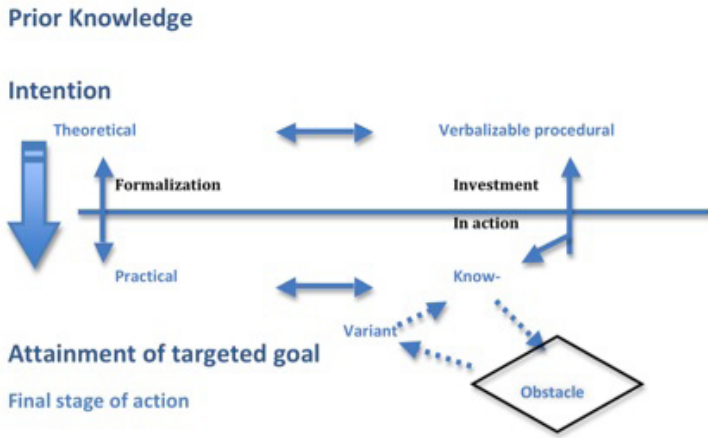 Prior Knowledge
Intention
Theoretical
Verbalizable procedural
Formalization
Investment
In action
Practical
Know-
Variant
Attainment of targeted goal
Obstacle
Final stage of action